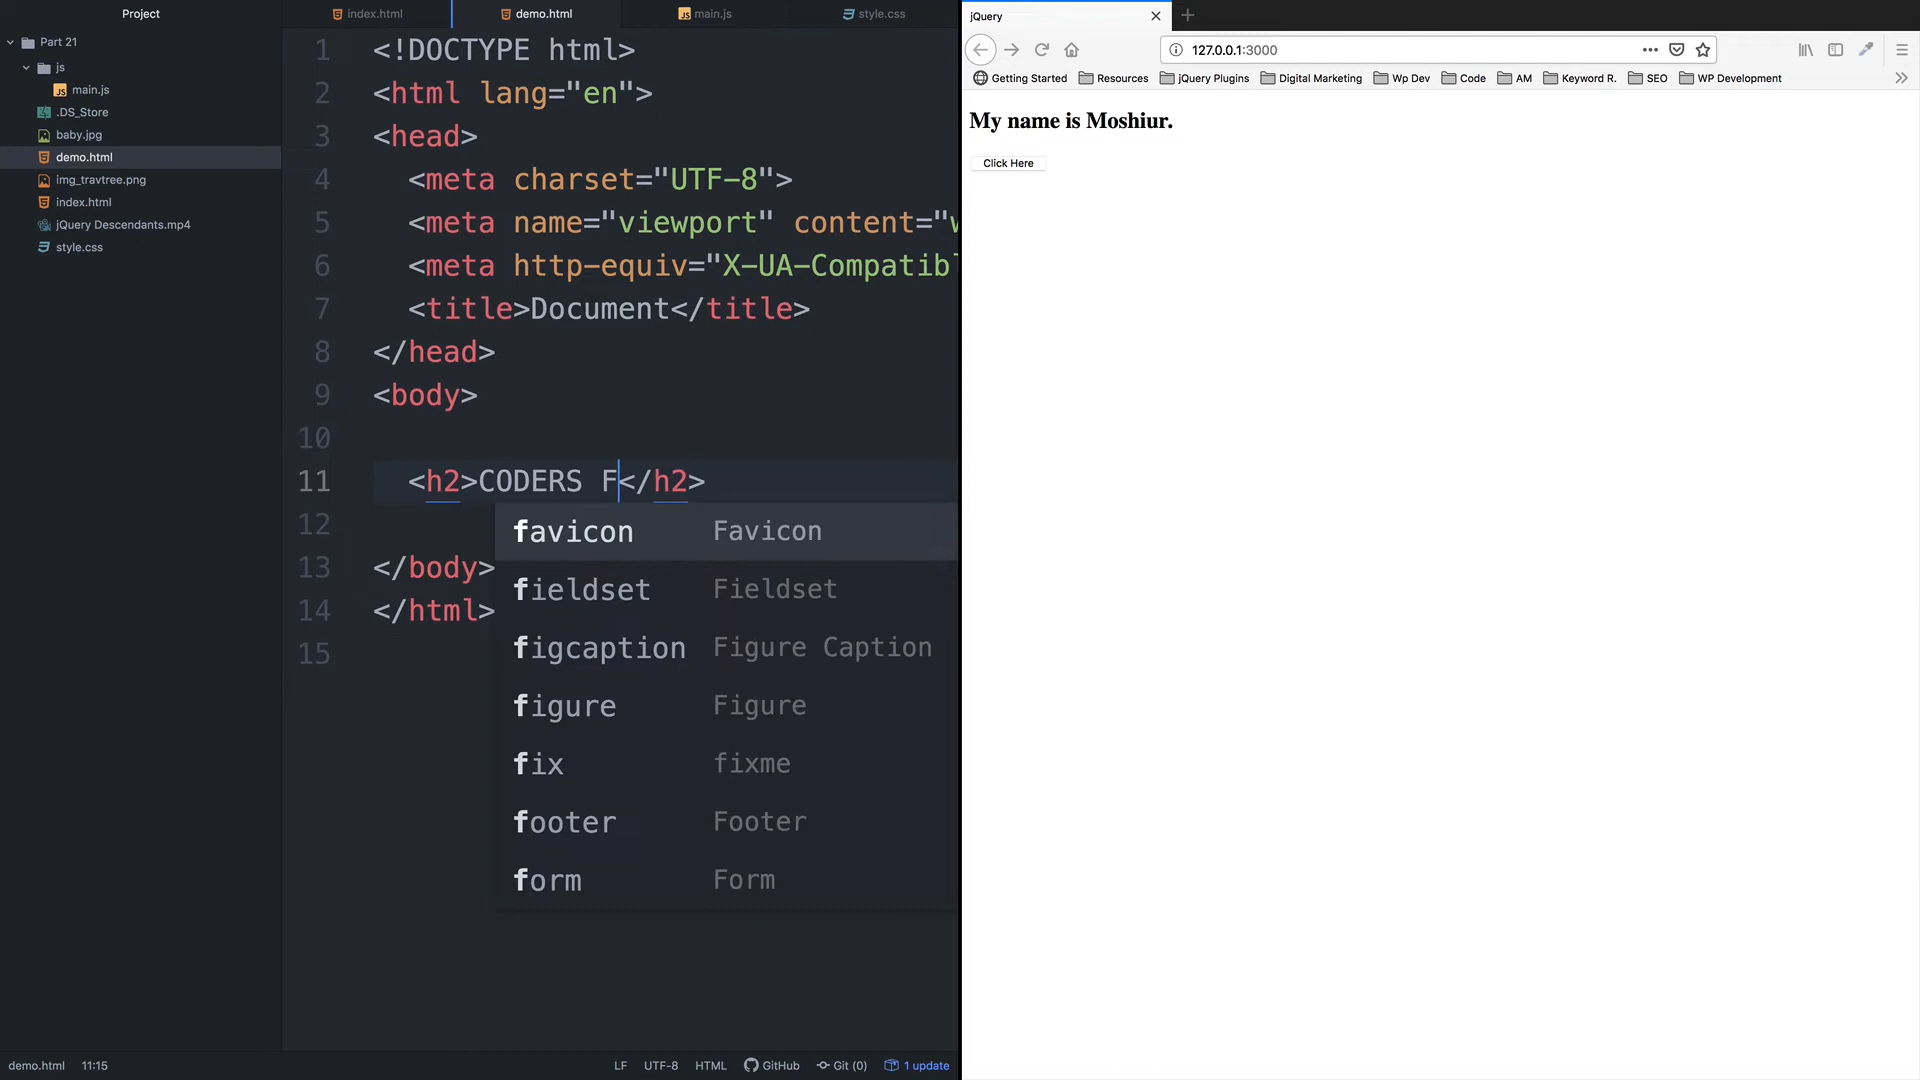 Project
Part 21
js
main.js
.DS_Store
baby.jpg
demo.html
img_travtree.png
index.html
jQuery Descendants.mp4
style.css
index.html
demo.html
main.js
style.css
1 <!DOCTYPE html>
2 <html lang="en">
3 <head>
4 <meta charset="UTF-8">
5 <meta name="viewport" content="w
6 <meta http-equiv="X-UA-Compatibl
7 <title>Document</title>
8 </head>
9 <body>
10
11 <h2>CODERS F</h2>
12
13 </body>
14 </html>
15
favicon Favicon
fieldset Fieldset
figcaption Figure Caption
figure Figure
fix fixme
footer Footer
form Form
demo.html 11:15
LF UTF-8 HTML GitHub Git (0) 1 update
jQuery
127.0.0.1:3000
Getting Started Resources jQuery Plugins Digital Marketing Wp Dev Code AM Keyword R. SEO WP Development
My name is Moshiur.
Click Here